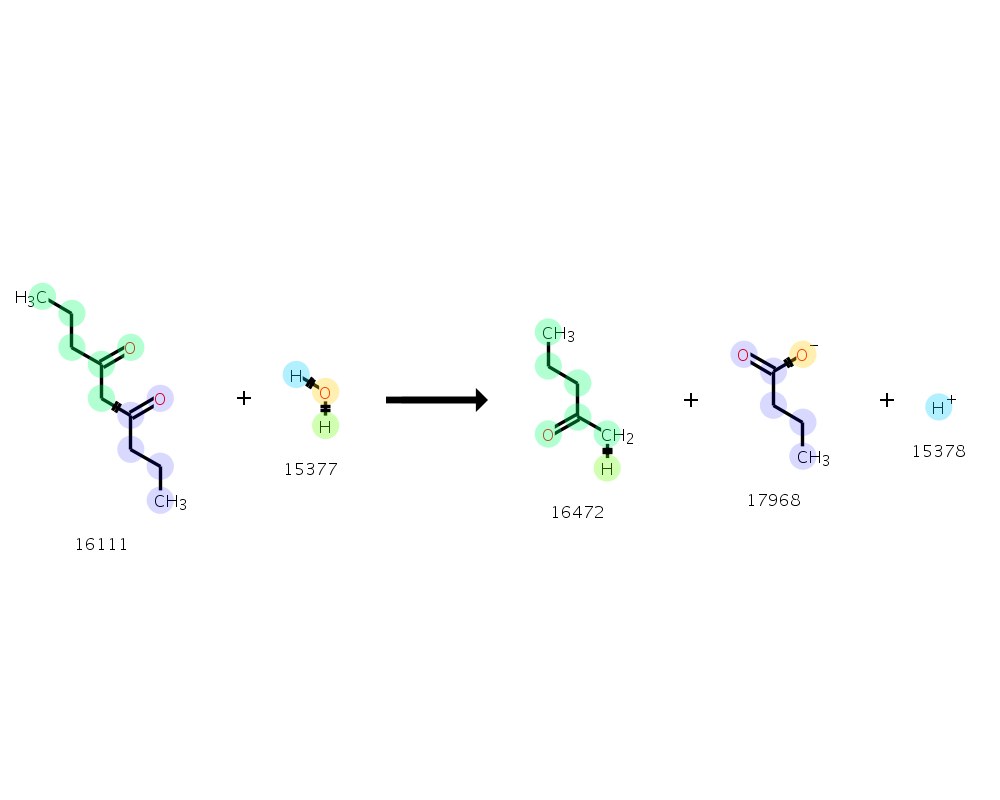 H3C
O
O
CH3
16111
+
H
O
H
15377
CH3
O
CH2
H
16472
+
O
O−
CH3
17968
+
H+
15378